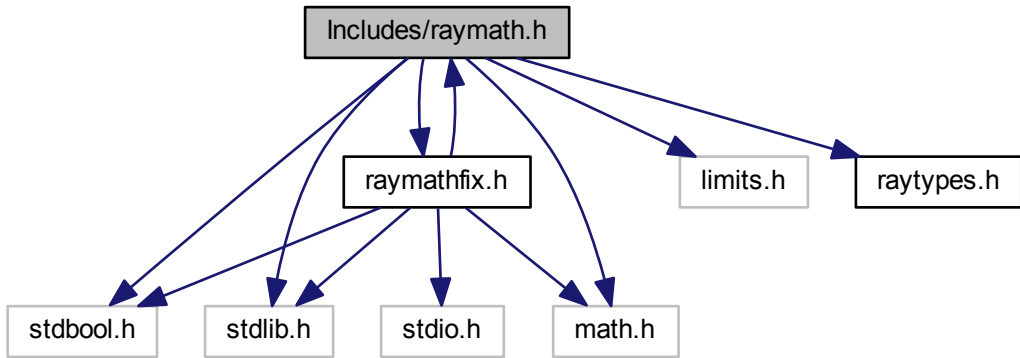 Includes/raymath.h
raymathfix.h
limits.h
raytypes.h
stdbool.h
stdlib.h
stdio.h
math.h